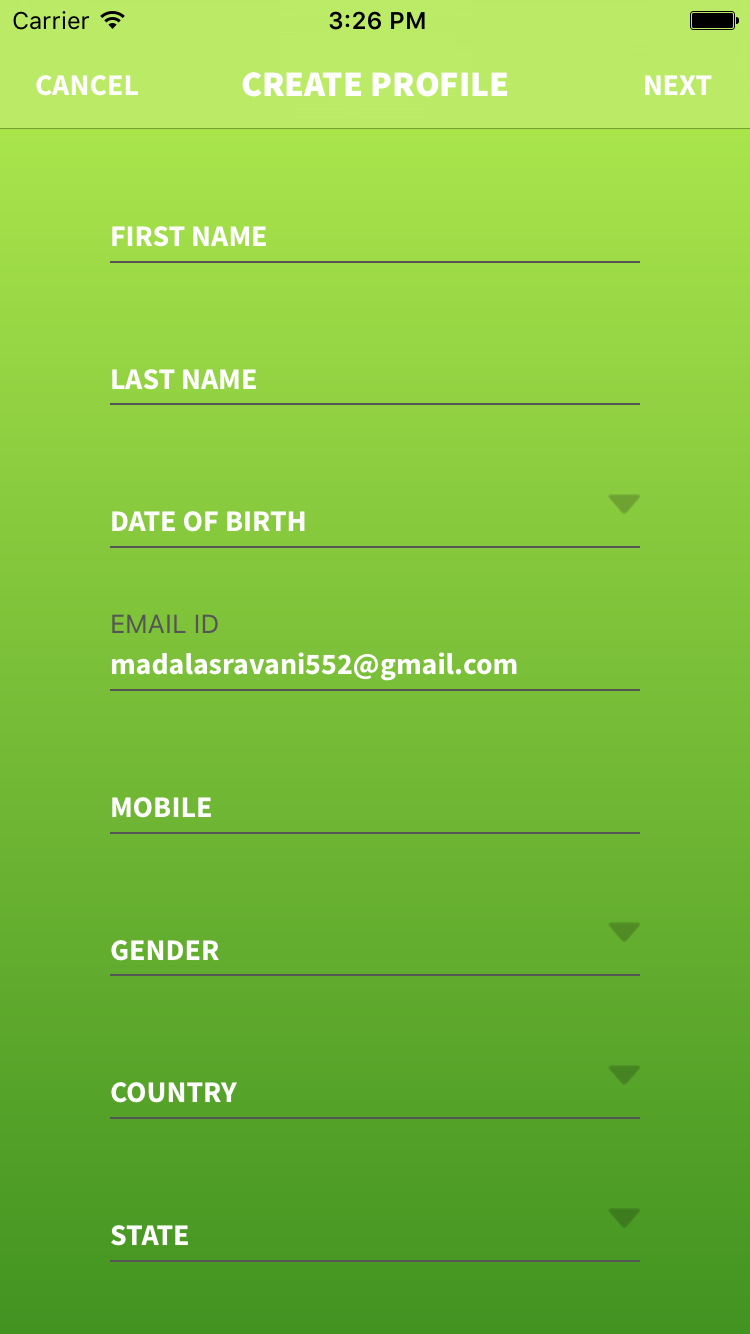 Carrier 3:26 PM
CANCEL CREATE PROFILE NEXT
FIRST NAME
LAST NAME
DATE OF BIRTH
EMAIL ID
madalasravani552@gmail.com
MOBILE
GENDER
COUNTRY
STATE